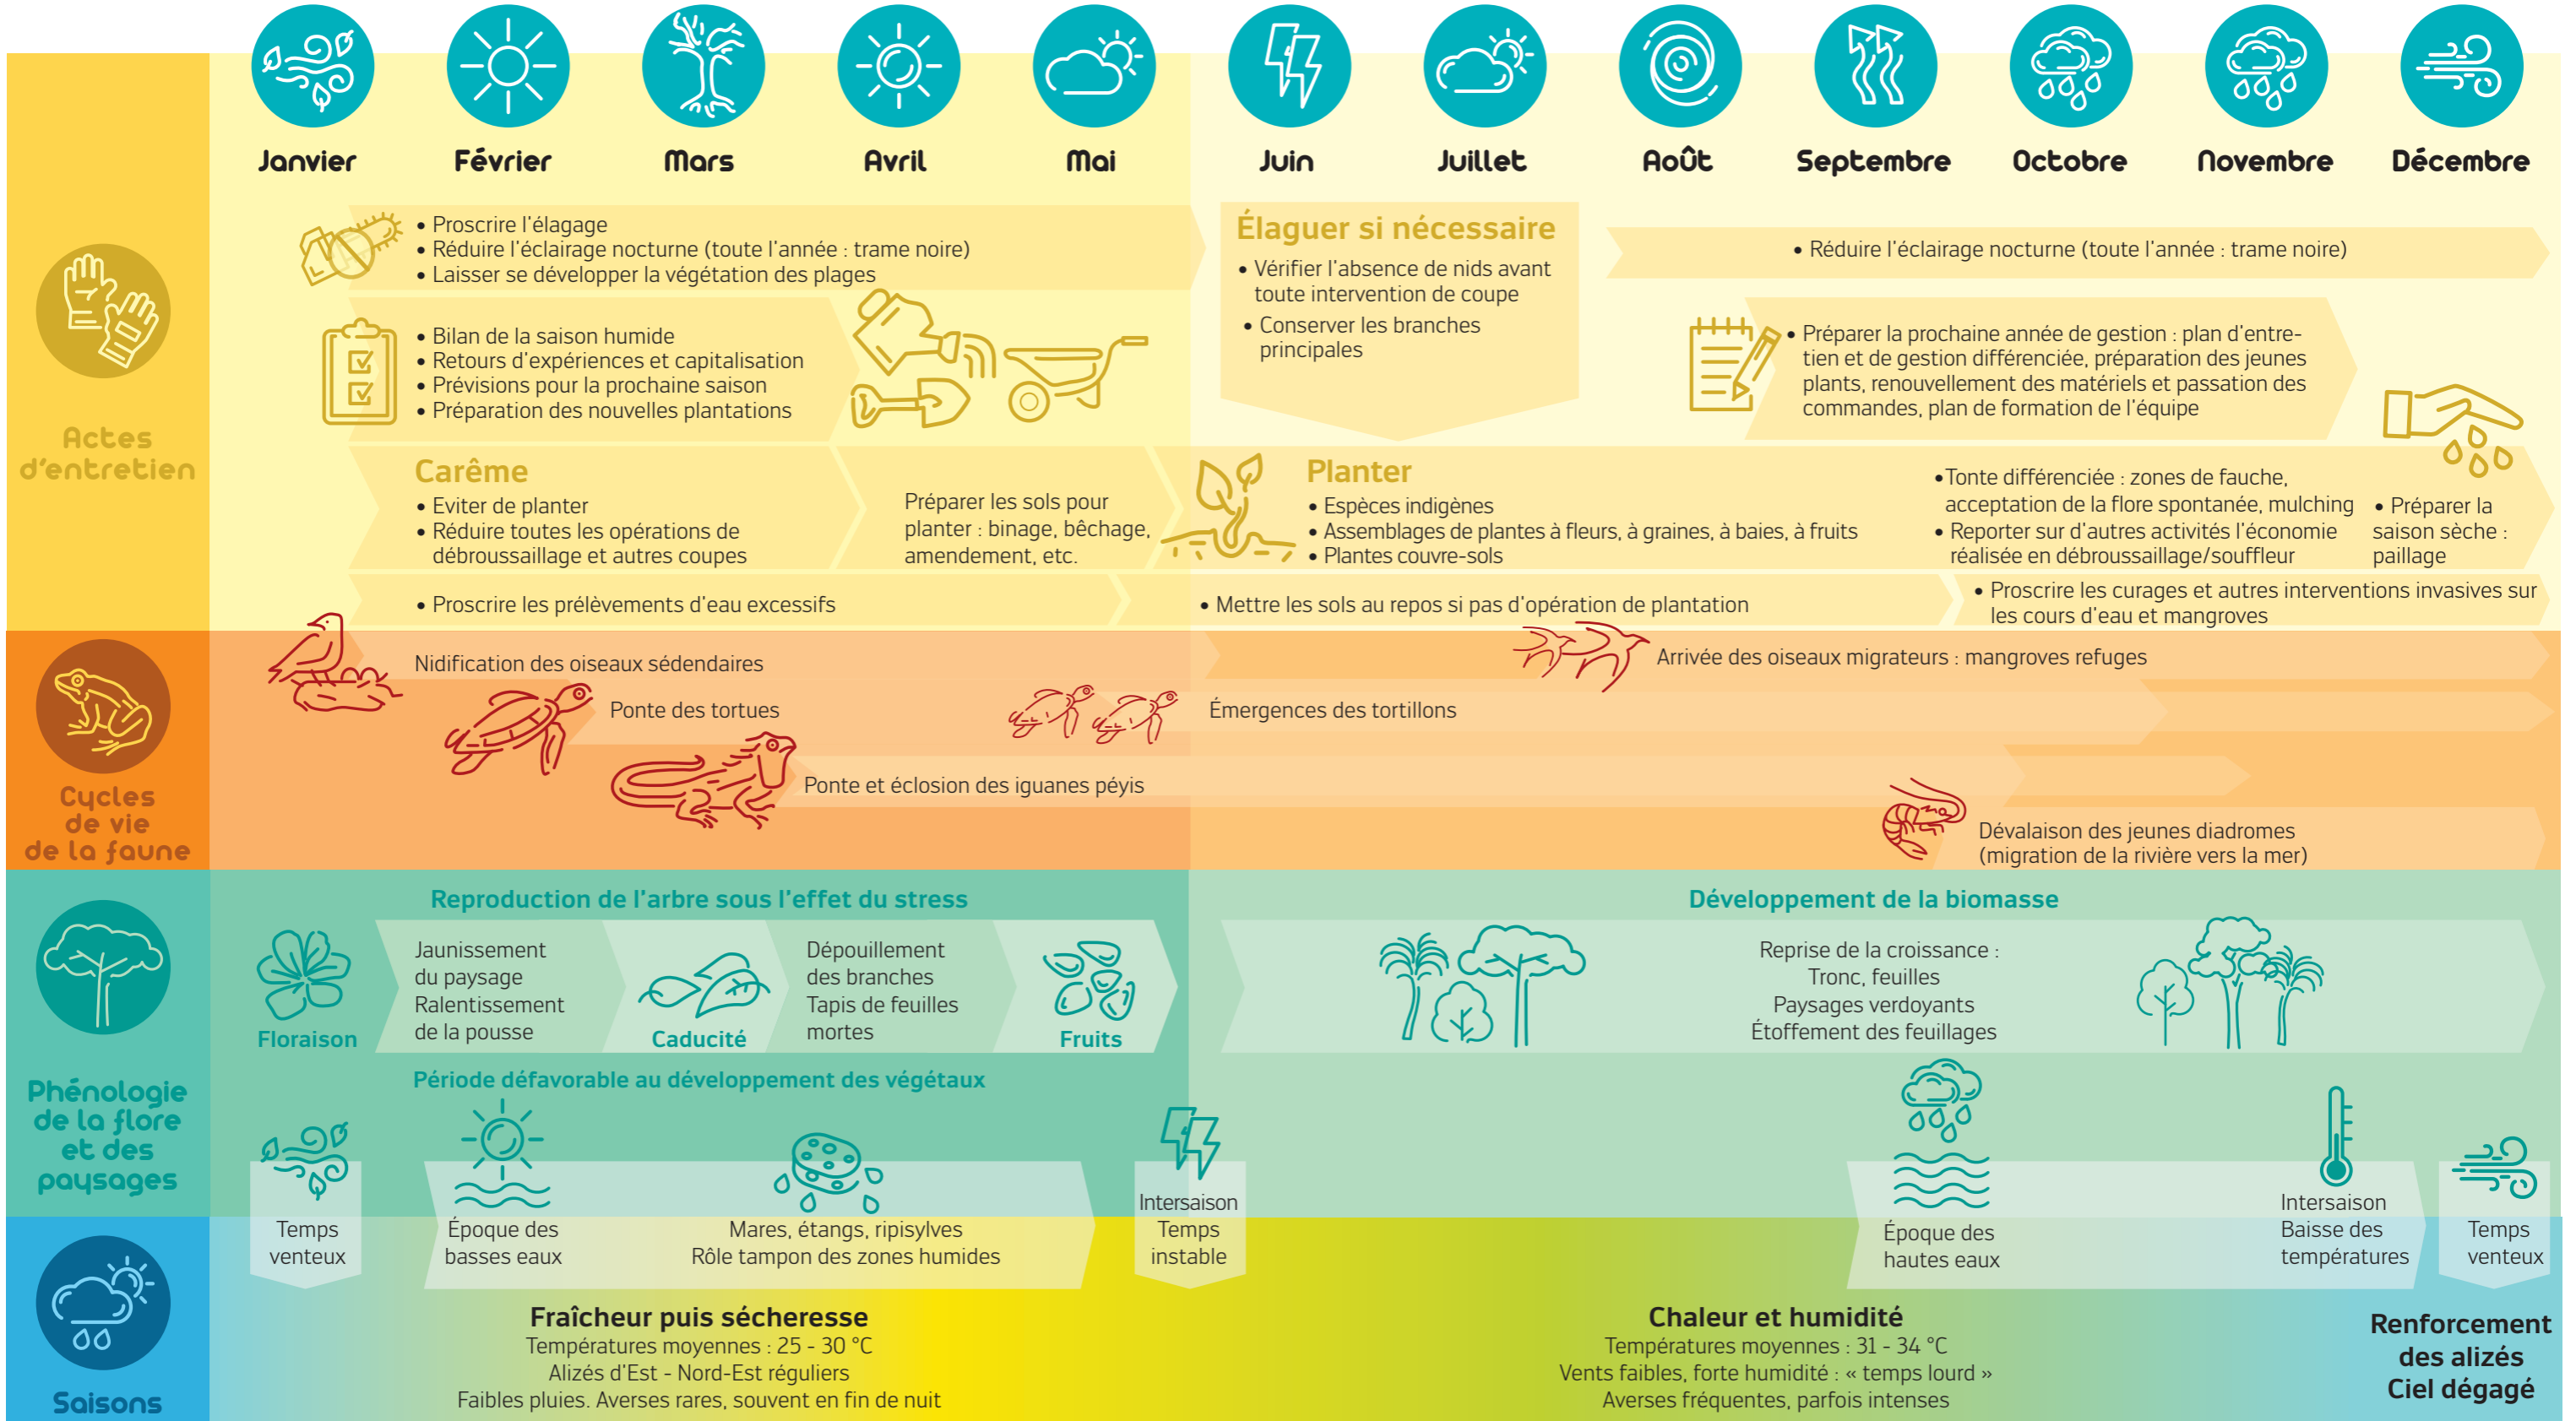 Janvier
Février
Mars
Avril
Mai
Juin
Juillet
Août
Septembre
Octobre
Novembre
Décembre
Actes
d'entretien
• Proscrire l'élagage
• Réduire l'éclairage nocturne (toute l'année : trame noire)
• Laisser se développer la végétation des plages
Élaguer si nécessaire
• Vérifier l'absence de nids avant
toute intervention de coupe
• Conserver les branches
principales
• Réduire l'éclairage nocturne (toute l'année : trame noire)
• Bilan de la saison humide
• Retours d'expériences et capitalisation
• Prévisions pour la prochaine saison
• Préparation des nouvelles plantations
• Préparer la prochaine année de gestion : plan d'entre-
tien et de gestion différenciée, préparation des jeunes
plants, renouvellement des matériels et passation des
commandes, plan de formation de l'équipe
Carême
• Eviter de planter
• Réduire toutes les opérations de
débroussaillage et autres coupes
Préparer les sols pour
planter : binage, bêchage,
amendement, etc.
Planter
• Espèces indigènes
• Assemblages de plantes à fleurs, à graines, à baies, à fruits
• Plantes couvre-sols
•Tonte différenciée : zones de fauche,
acceptation de la flore spontanée, mulching
• Reporter sur d'autres activités l'économie
réalisée en débroussaillage/souffleur
• Préparer la
saison sèche :
paillage
• Proscrire les prélèvements d'eau excessifs
• Mettre les sols au repos si pas d'opération de plantation
• Proscrire les curages et autres interventions invasives sur
les cours d'eau et mangroves
Cycles
de vie
de la faune
Nidification des oiseaux sédendaires
Arrivée des oiseaux migrateurs : mangroves refuges
Ponte des tortues
Émergences des tortillons
Ponte et éclosion des iguanes péyis
Dévalaison des jeunes diadromes
(migration de la rivière vers la mer)
Phénologie
de la flore
et des
paysages
Reproduction de l'arbre sous l'effet du stress
Développement de la biomasse
Floraison
Jaunissement
du paysage
Ralentissement
de la pousse
Caducité
Dépouillement
des branches
Tapis de feuilles
mortes
Fruits
Reprise de la croissance :
Tronc, feuilles
Paysages verdoyants
Étoffement des feuillages
Période défavorable au développement des végétaux
Temps
venteux
Époque des
basses eaux
Mares, étangs, ripisylves
Rôle tampon des zones humides
Intersaison
Temps
instable
Époque des
hautes eaux
Intersaison
Baisse des
températures
Temps
venteux
Saisons
Fraîcheur puis sécheresse
Températures moyennes : 25 - 30 °C
Alizés d'Est - Nord-Est réguliers
Faibles pluies. Averses rares, souvent en fin de nuit
Chaleur et humidité
Températures moyennes : 31 - 34 °C
Vents faibles, forte humidité : « temps lourd »
Averses fréquentes, parfois intenses
Renforcement
des alizés
Ciel dégagé